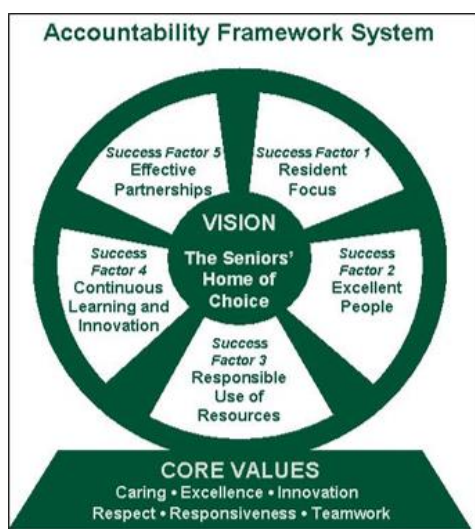 Accountability Framework System
Success Factor 5
Effective
Partnerships
Success Factor 1
Resident
Focus
VISION
The Seniors'
Home of
Choice
Success
Factor 4
Continuous
Learning and
Innovation
Success
Factor 2
Excellent
People
Success
Factor 3
Responsible
Use of
Resources
CORE VALUES
Caring • Excellence • Innovation
Respect • Responsiveness • Teamwork